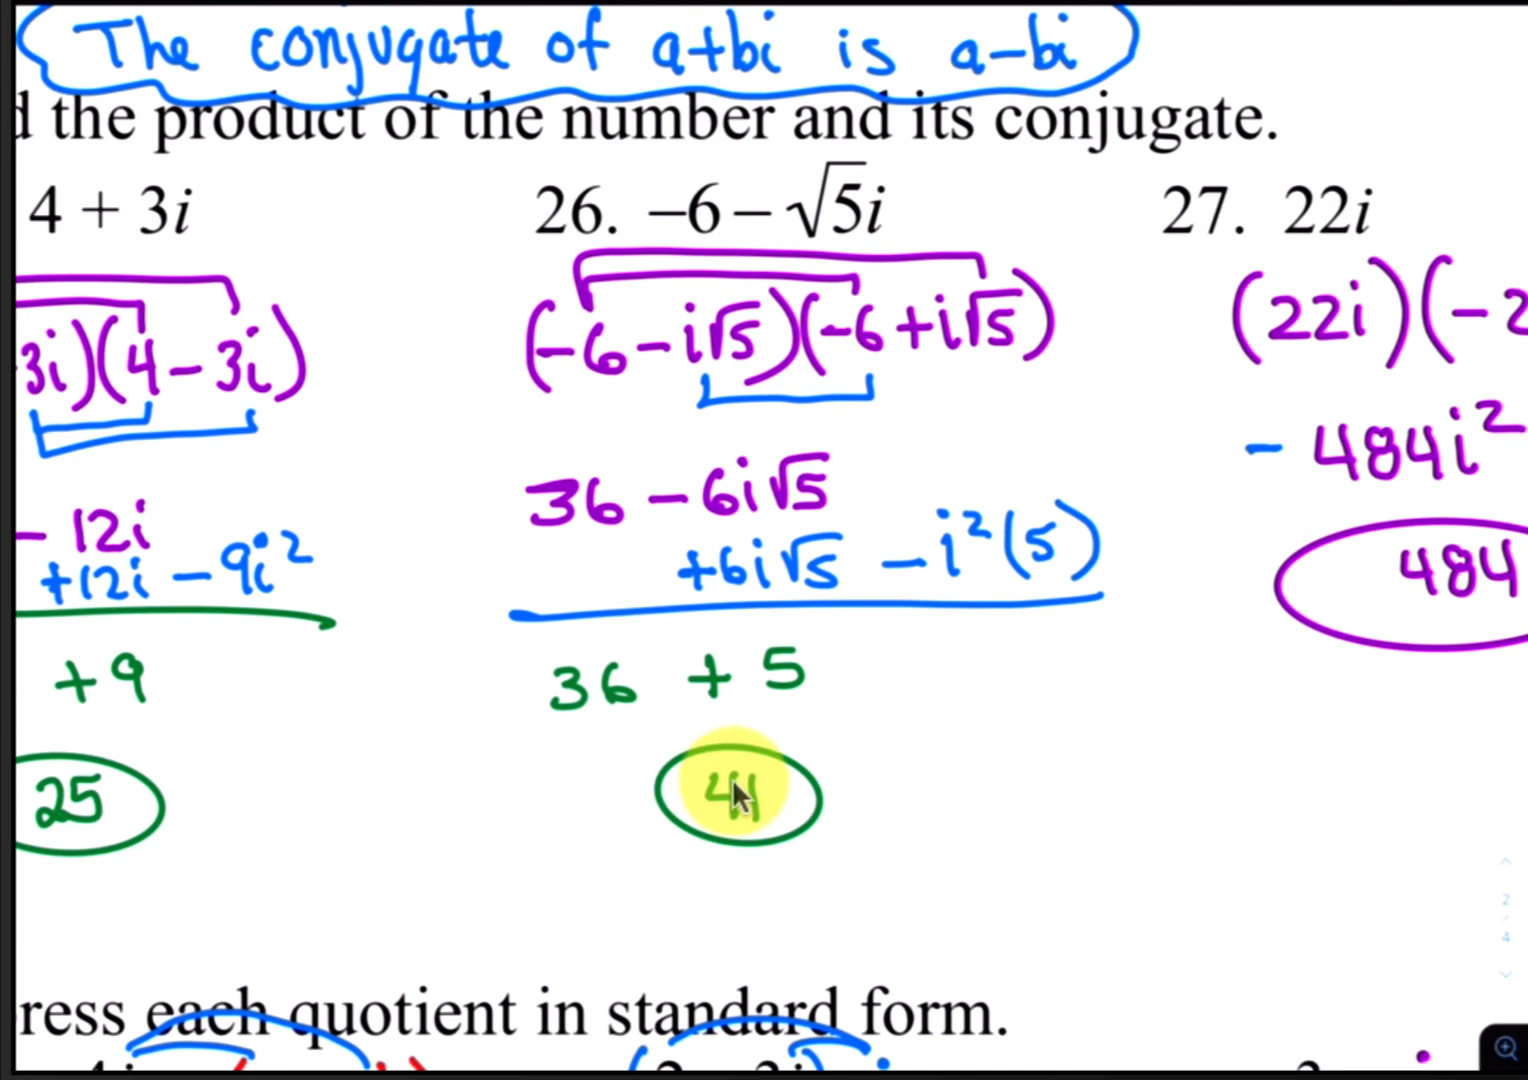 The conjugate of a+bi is a-bi
d the product of the number and its conjugate.
4 + 3i
3i)(4-3i)
- 12i
+12i - 9i²
+9
25
26. -6 - √5i
(-6-i√5)(-6+i√5)
36 - 6i√5
+6i√5 - i²(5)
36 + 5
41
27. 22i
(22i)(-2
- 484i²
484
ress each quotient in standard form.
2
4